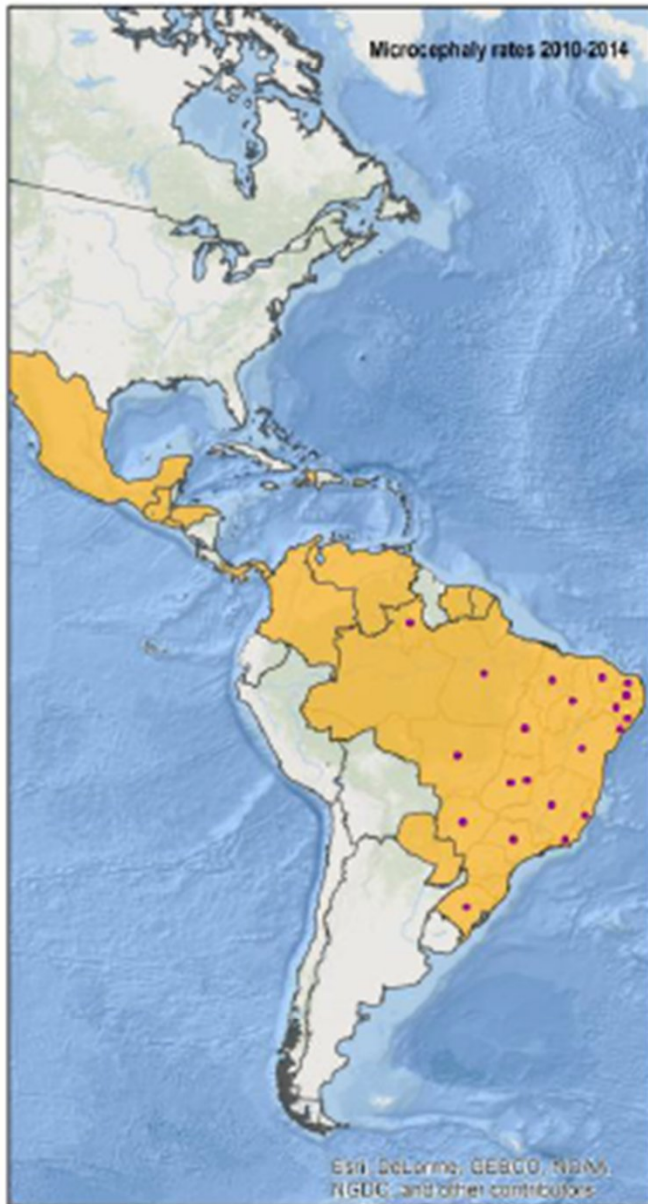 Microcephaly rates 2010-2014
Esri, DeLorme, GEBCO, NOAA,
NGDC, and other contributors